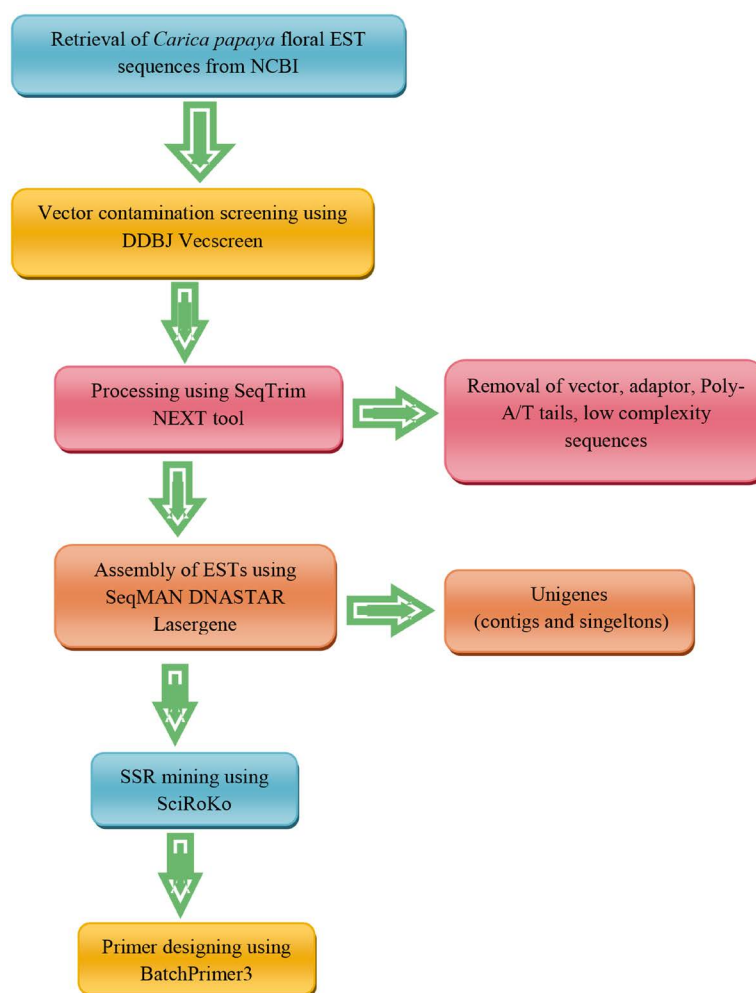 Retrieval of Carica papaya floral EST
sequences from NCBI
Vector contamination screening using
DDBJ Vecscreen
Processing using SeqTrim
NEXT tool
Removal of vector, adaptor, Poly-
A/T tails, low complexity
sequences
Assembly of ESTs using
SeqMAN DNASTAR
Lasergene
Unigenes
(contigs and singeltons)
SSR mining using
SciRoKo
Primer designing using
BatchPrimer3